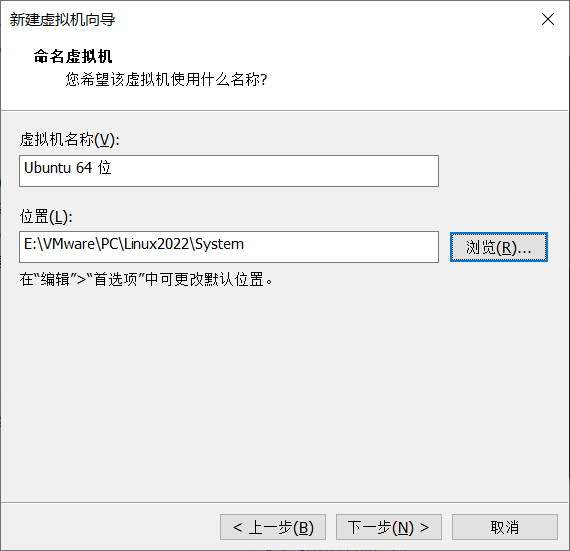 新建虚拟机向导
命名虚拟机
您希望该虚拟机使用什么名称?
虚拟机名称(V):
Ubuntu 64 位
位置(L):
E:\VMware\PC\Linux2022\System
浏览(R)...
在“编辑”>“首选项”中可更改默认位置。
< 上一步(B)
下一步(N) >
取消